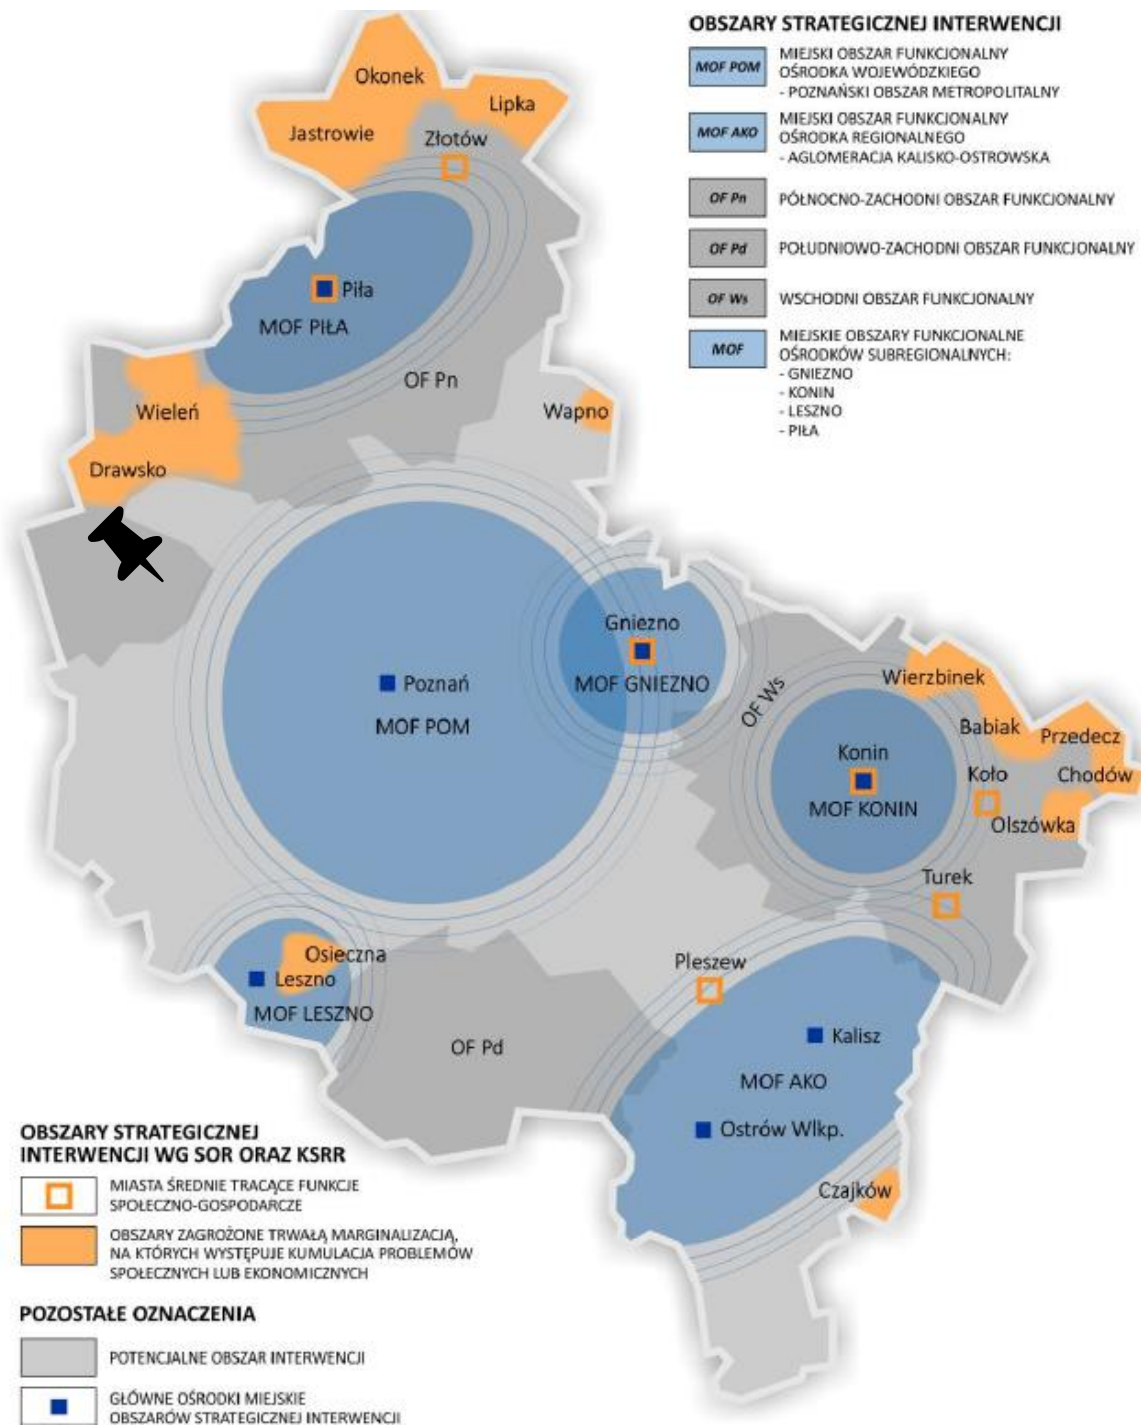 OBSZARY STRATEGICZNEJ INTERWENCJI
MOF POM
MIEJSKI OBSZAR FUNKCJONALNY
OŚRODKA WOJEWÓDZKIEGO
- POZNAŃSKI OBSZAR METROPOLITALNY
MOF AKO
MIEJSKI OBSZAR FUNKCJONALNY
OŚRODKA REGIONALNEGO
- AGLOMERACJA KALISKO-OSTROWSKA
OF Pn
PÓŁNOCNO-ZACHODNI OBSZAR FUNKCJONALNY
OF Pd
POŁUDNIOWO-ZACHODNI OBSZAR FUNKCJONALNY
OF Ws
WSCHODNI OBSZAR FUNKCJONALNY
MOF
MIEJSKIE OBSZARY FUNKCJONALNE
OŚRODKÓW SUBREGIONALNYCH:
- GNIEZNO
- KONIN
- LESZNO
- PIŁA
Okonek
Lipka
Jastrowie
Złotów
Piła
MOF PIŁA
OF Pn
Wieleń
Wapno
Drawsko
Gniezno
MOF GNIEZNO
Poznań
MOF POM
OF Ws
Wierzbinek
Babiak
Przedecz
Konin
Koło
Chodów
MOF KONIN
Olszówka
Turek
Osieczna
Leszno
MOF LESZNO
Pleszew
OF Pd
Kalisz
MOF AKO
Ostrów Wlkp.
Czajków
OBSZARY STRATEGICZNEJ
INTERWENCJI WG SOR ORAZ KSRR
MIASTA ŚREDNIE TRACĄCE FUNKCJE
SPOŁECZNO-GOSPODARCZE
OBSZARY ZAGROŻONE TRWAŁĄ MARGINALIZACJĄ,
NA KTÓRYCH WYSTĘPUJE KUMULACJA PROBLEMÓW
SPOŁECZNYCH LUB EKONOMICZNYCH
POZOSTAŁE OZNACZENIA
POTENCJALNE OBSZAR INTERWENCJI
GŁÓWNE OŚRODKI MIEJSKIE
OBSZARÓW STRATEGICZNEJ INTERWENCJI